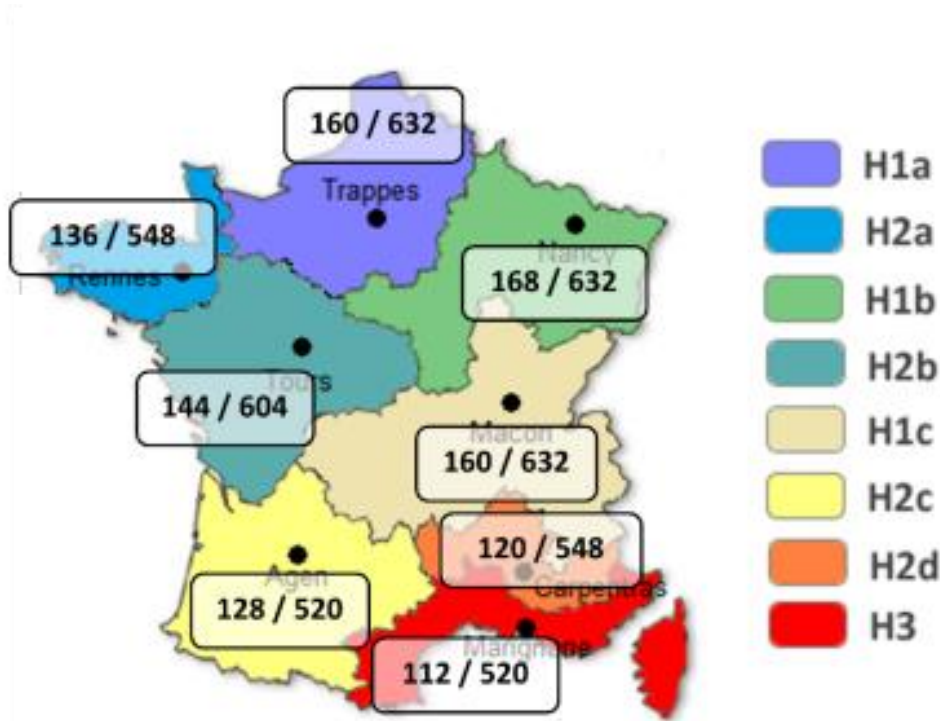 160 / 632
Trappes
136 / 548
Rennes
Nancy
168 / 632
Tours
144 / 604
Macon
160 / 632
120 / 548
Carpentras
Agen
128 / 520
Marignane
112 / 520
H1a
H2a
H1b
H2b
H1c
H2c
H2d
H3